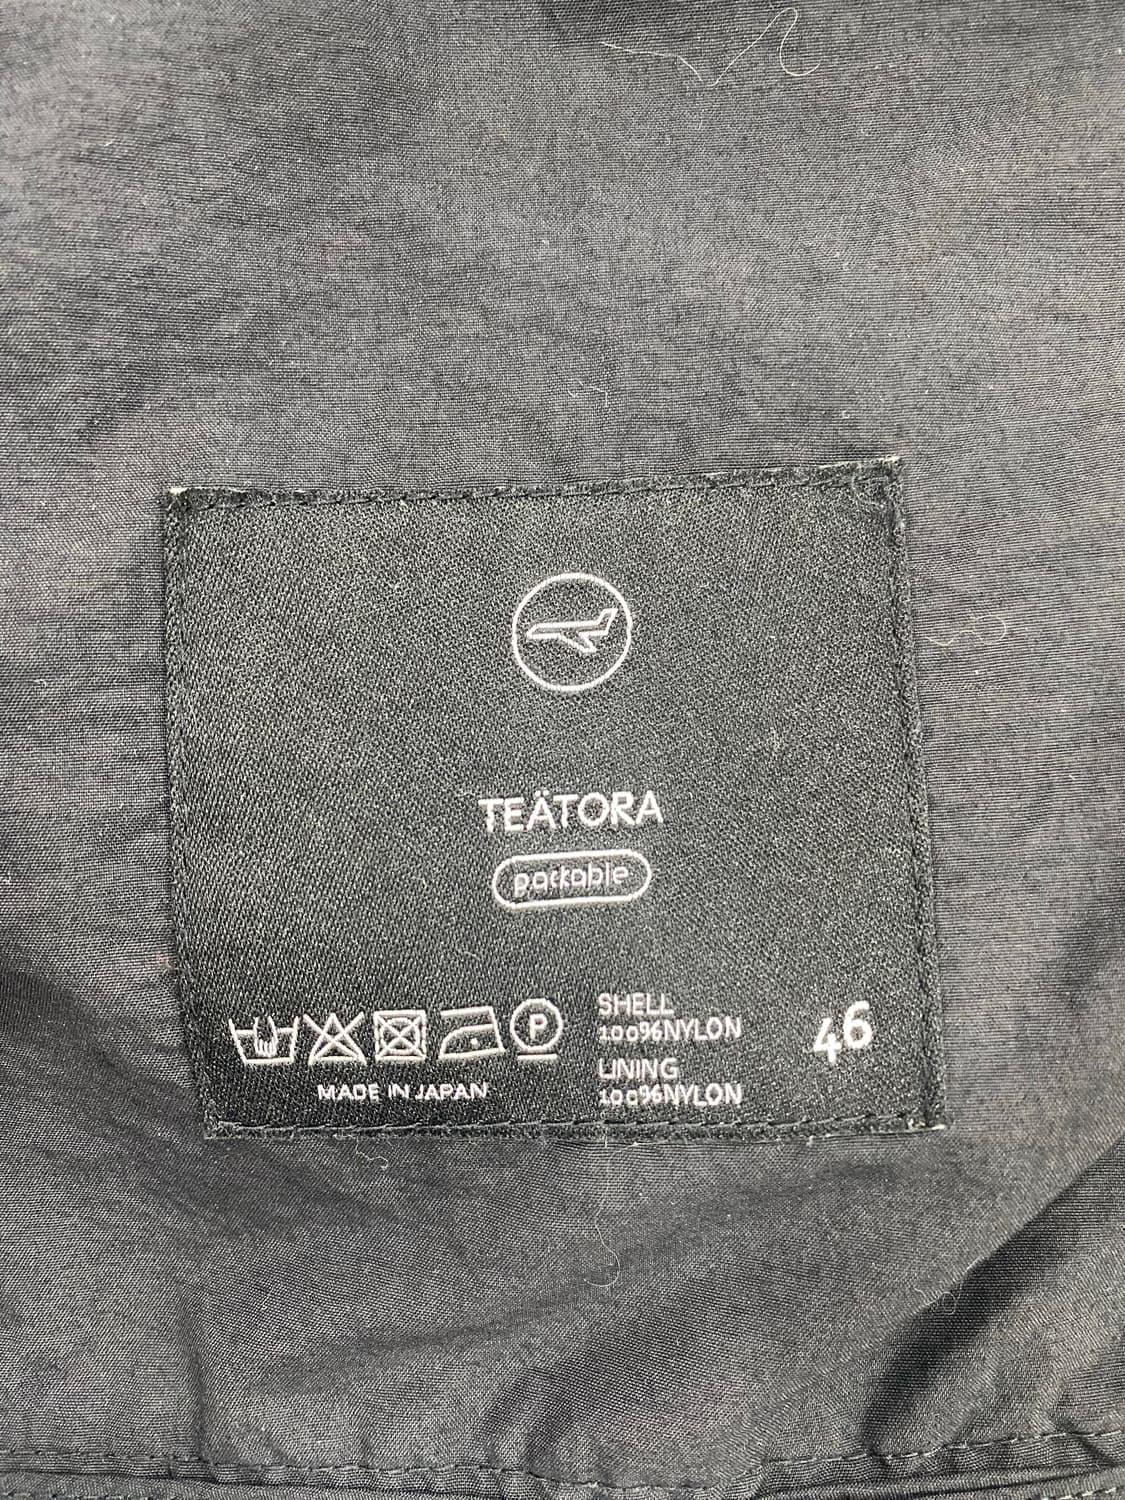 TEÄTORA
packable
P
SHELL
100%NYLON
LINING
100%NYLON
46
MADE IN JAPAN